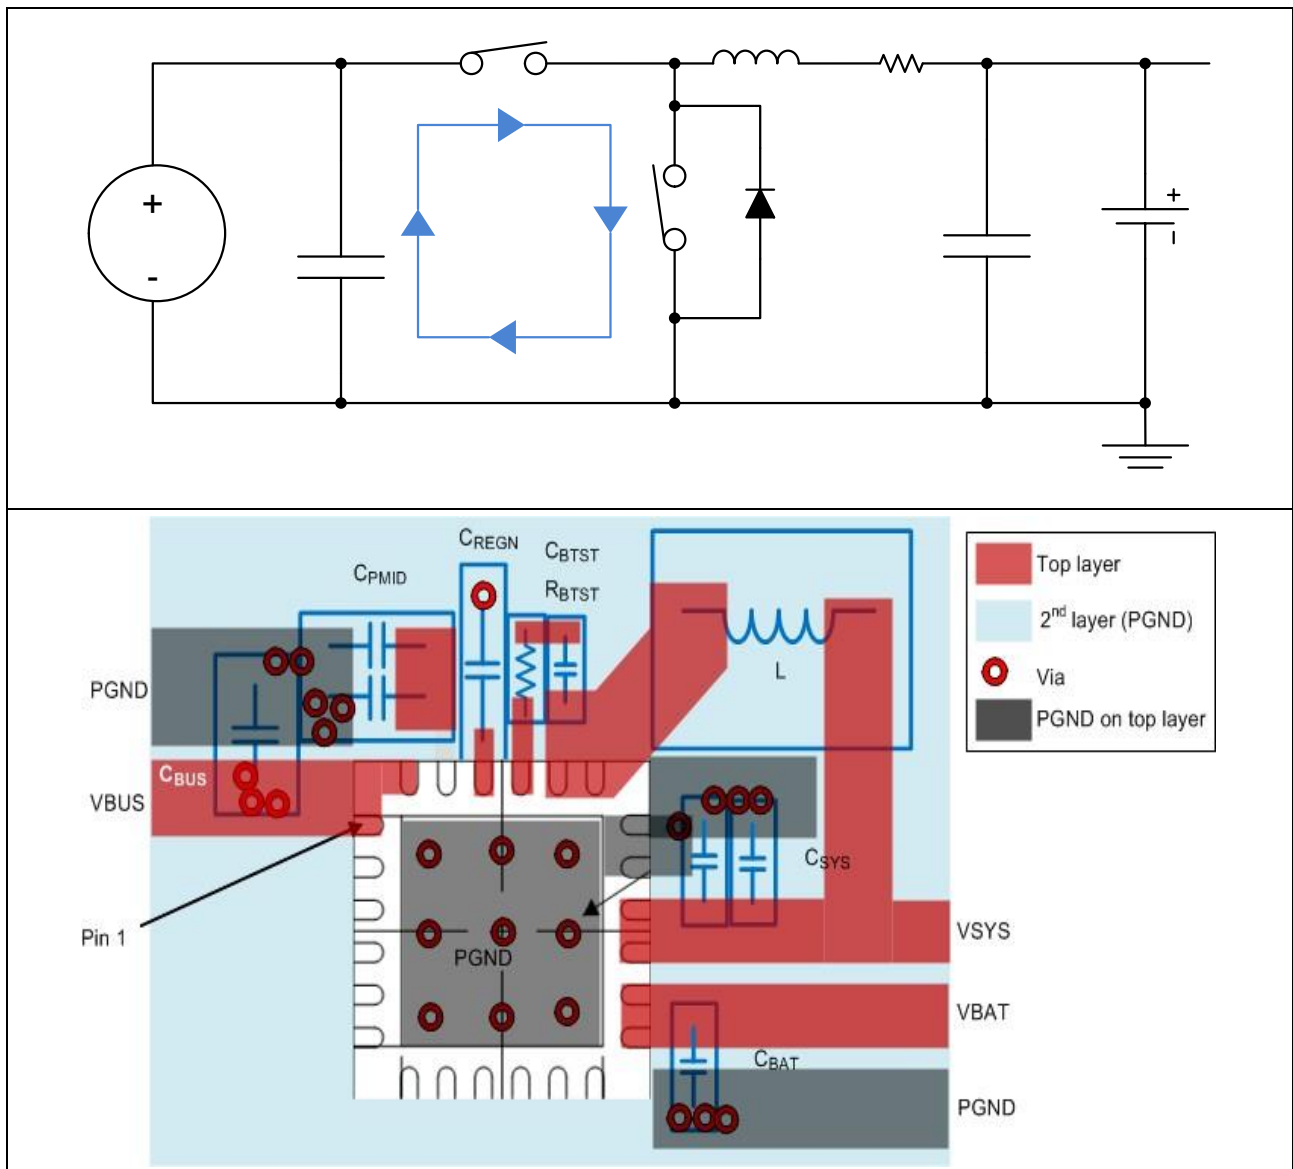 +
-
+
-
CREGN
CBTST
CPMID
RBTST
L
Top layer
2nd layer (PGND)
Via
PGND on top layer
PGND
CBUS
VBUS
CSYS
Pin 1
PGND
VSYS
VBAT
CBAT
PGND